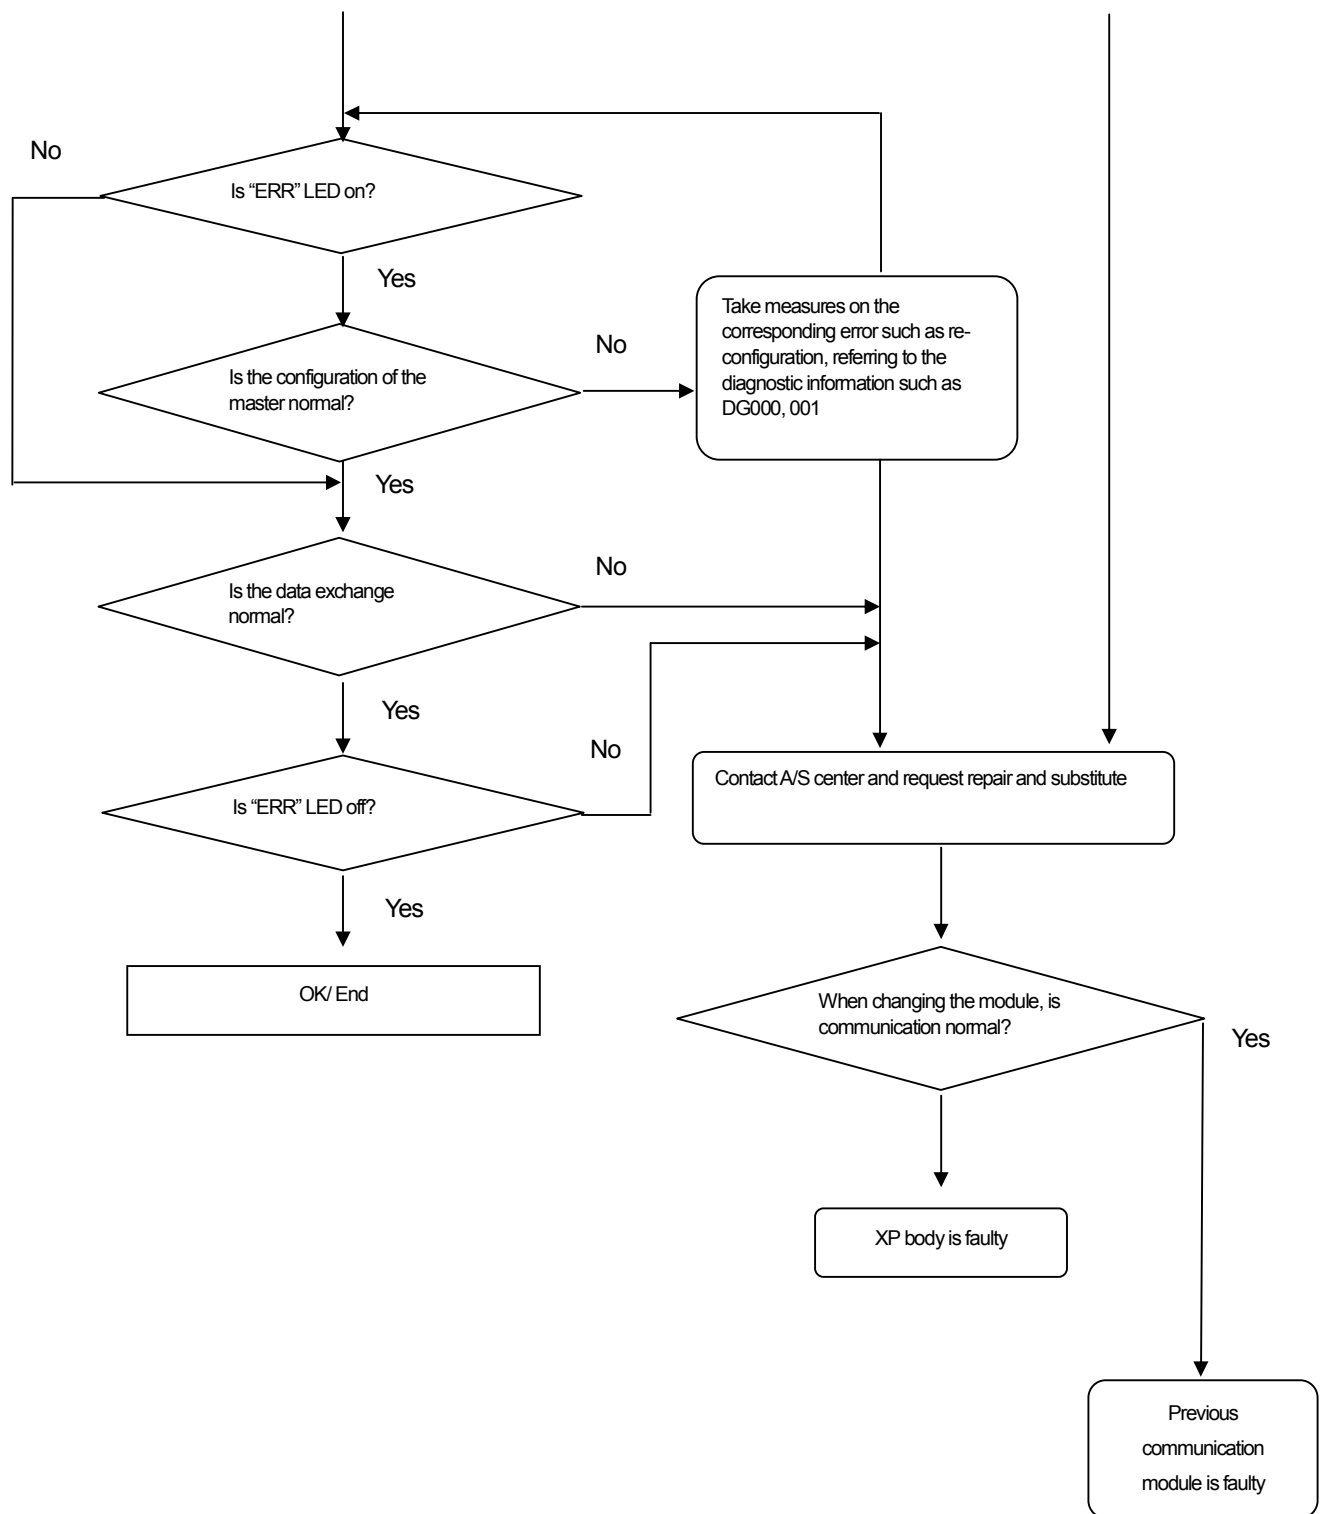 No
Is “ERR” LED on?
Yes
Take measures on the
corresponding error such as re-
configuration, referring to the
diagnostic information such as
DG000, 001
No
Is the configuration of the
master normal?
Yes
No
Is the data exchange
normal?
Yes
No
Contact A/S center and request repair and substitute
Is “ERR” LED off?
Yes
OK/ End
When changing the module, is
communication normal?
Yes
XP body is faulty
Previous
communication
module is faulty